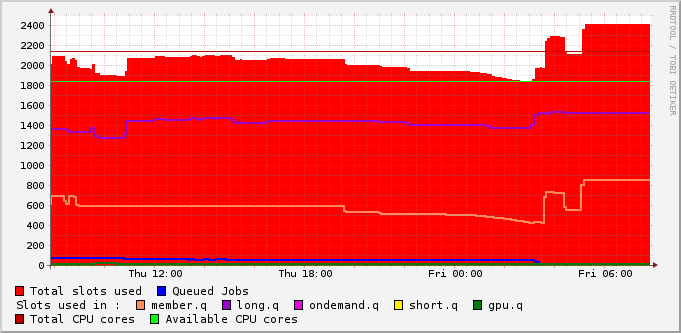 RRDTOOL / TOBI OETIKER
2400
2200
2000
1800
1600
1400
1200
1000
800
600
400
200
0
Thu 12:00 Thu 18:00 Fri 00:00 Fri 06:00
Total slots used Queued Jobs
Slots used in : member.q long.q ondemand.q short.q gpu.q
Total CPU cores Available CPU cores